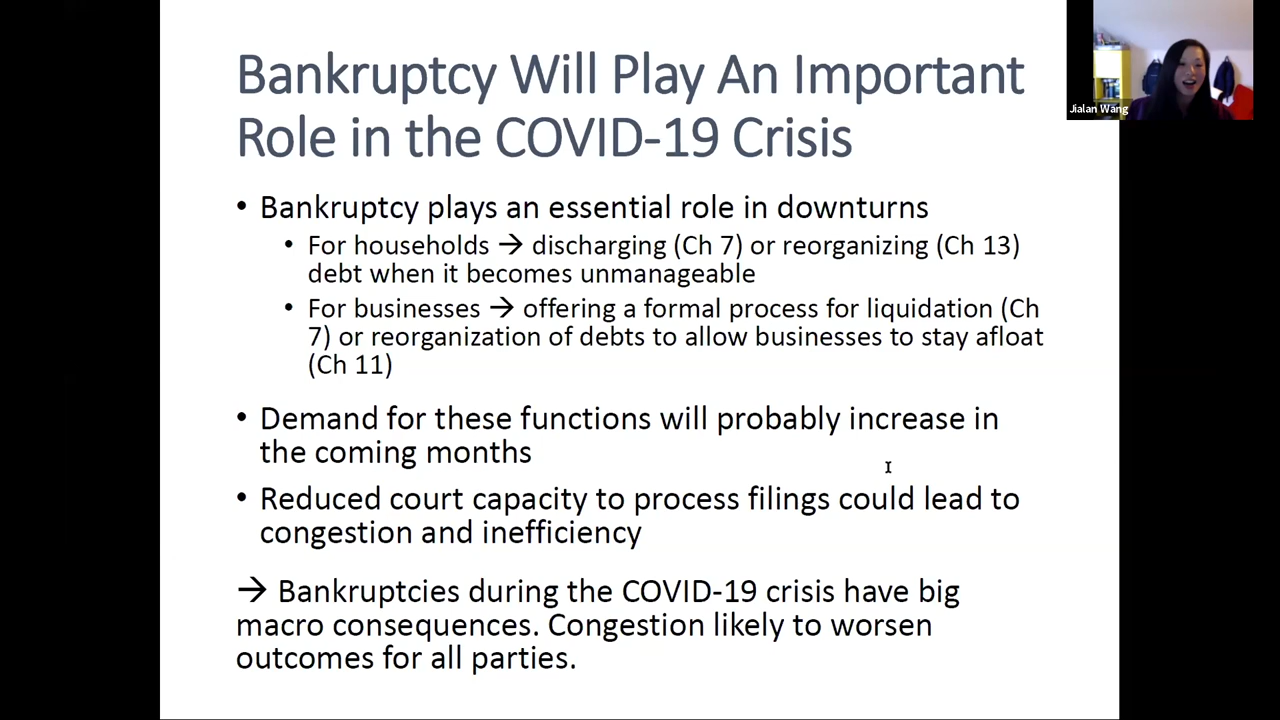 Bankruptcy Will Play An Important
Role in the COVID-19 Crisis
Jialan Wang
• Bankruptcy plays an essential role in downturns
• For households → discharging (Ch 7) or reorganizing (Ch 13)
debt when it becomes unmanageable
• For businesses → offering a formal process for liquidation (Ch
7) or reorganization of debts to allow businesses to stay afloat
(Ch 11)
• Demand for these functions will probably increase in
the coming months
• Reduced court capacity to process filings could lead to
congestion and inefficiency
→ Bankruptcies during the COVID-19 crisis have big
macro consequences. Congestion likely to worsen
outcomes for all parties.